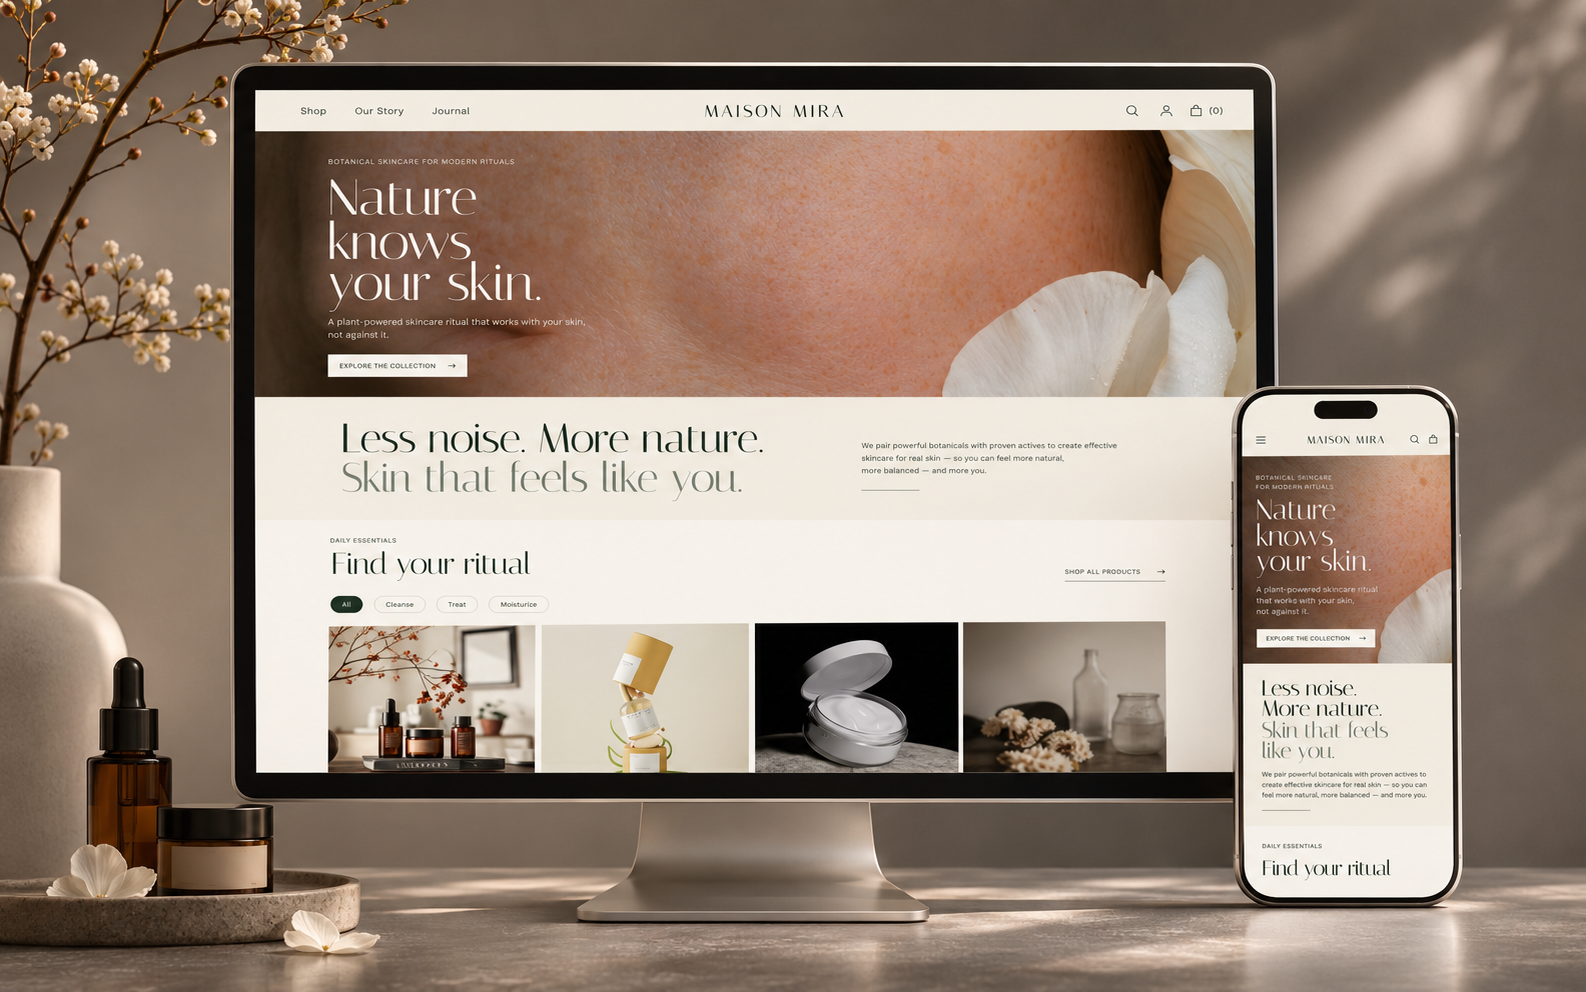 Shop Our Story Journal MAISON MIRA (0)
BOTANICAL SKINCARE FOR MODERN RITUALS
Nature
knows
your skin.
A plant-powered skincare ritual that works with your skin,
not against it.
EXPLORE THE COLLECTION →
Less noise. More nature.
Skin that feels like you.
We pair powerful botanicals with proven actives to create effective
skincare for real skin — so you can feel more natural,
more balanced — and more you.
DAILY ESSENTIALS
Find your ritual
SHOP ALL PRODUCTS →
All Cleanse Treat Moisturize
MAISON MIRA
BOTANICAL SKINCARE
FOR MODERN RITUALS
Nature
knows
your skin.
A plant-powered skincare ritual
that works with your skin,
not against it.
EXPLORE THE COLLECTION →
Less noise.
More nature.
Skin that feels
like you.
We pair powerful botanicals with proven actives to
create effective skincare for real skin — so you can
feel more natural, more balanced — and more you.
DAILY ESSENTIALS
Find your ritual